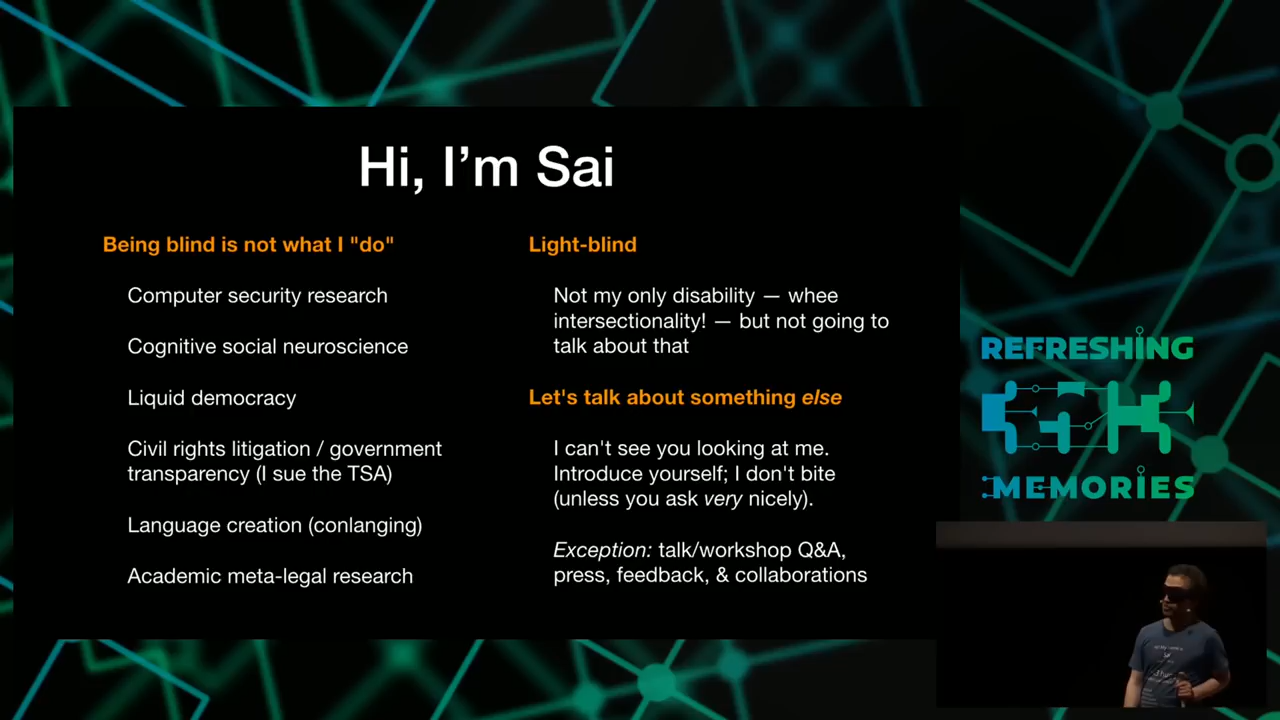 Hi, I'm Sai
Being blind is not what I "do"
Computer security research
Cognitive social neuroscience
Liquid democracy
Civil rights litigation / government
transparency (I sue the TSA)
Language creation (conlanging)
Academic meta-legal research
Light-blind
Not my only disability — whee
intersectionality! — but not going to
talk about that
Let's talk about something else
I can't see you looking at me.
Introduce yourself; I don't bite
(unless you ask very nicely).
Exception: talk/workshop Q&A,
press, feedback, & collaborations
REFRESHING
MEMORIES